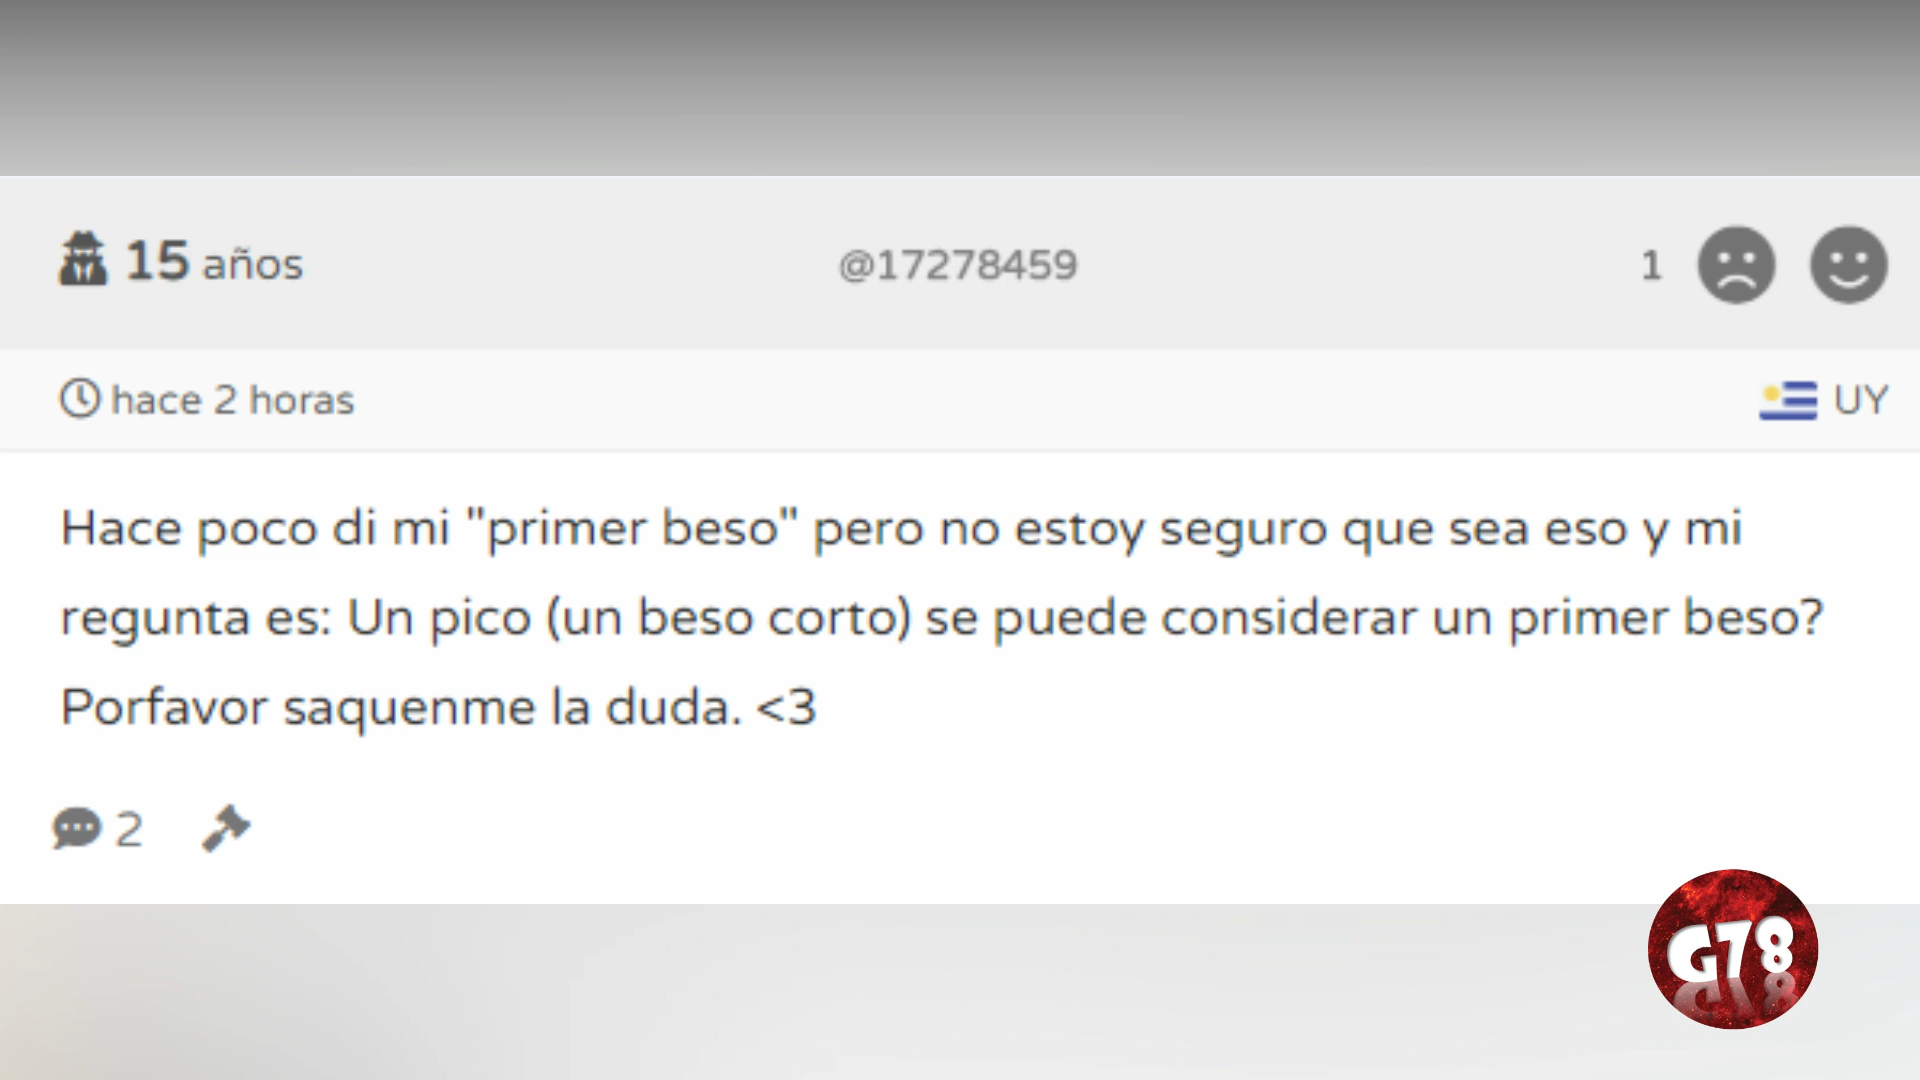 15 años
@17278459
1
hace 2 horas
UY
Hace poco di mi "primer beso" pero no estoy seguro que sea eso y mi
regunta es: Un pico (un beso corto) se puede considerar un primer beso?
Porfavor saquenme la duda. <3
2
G78